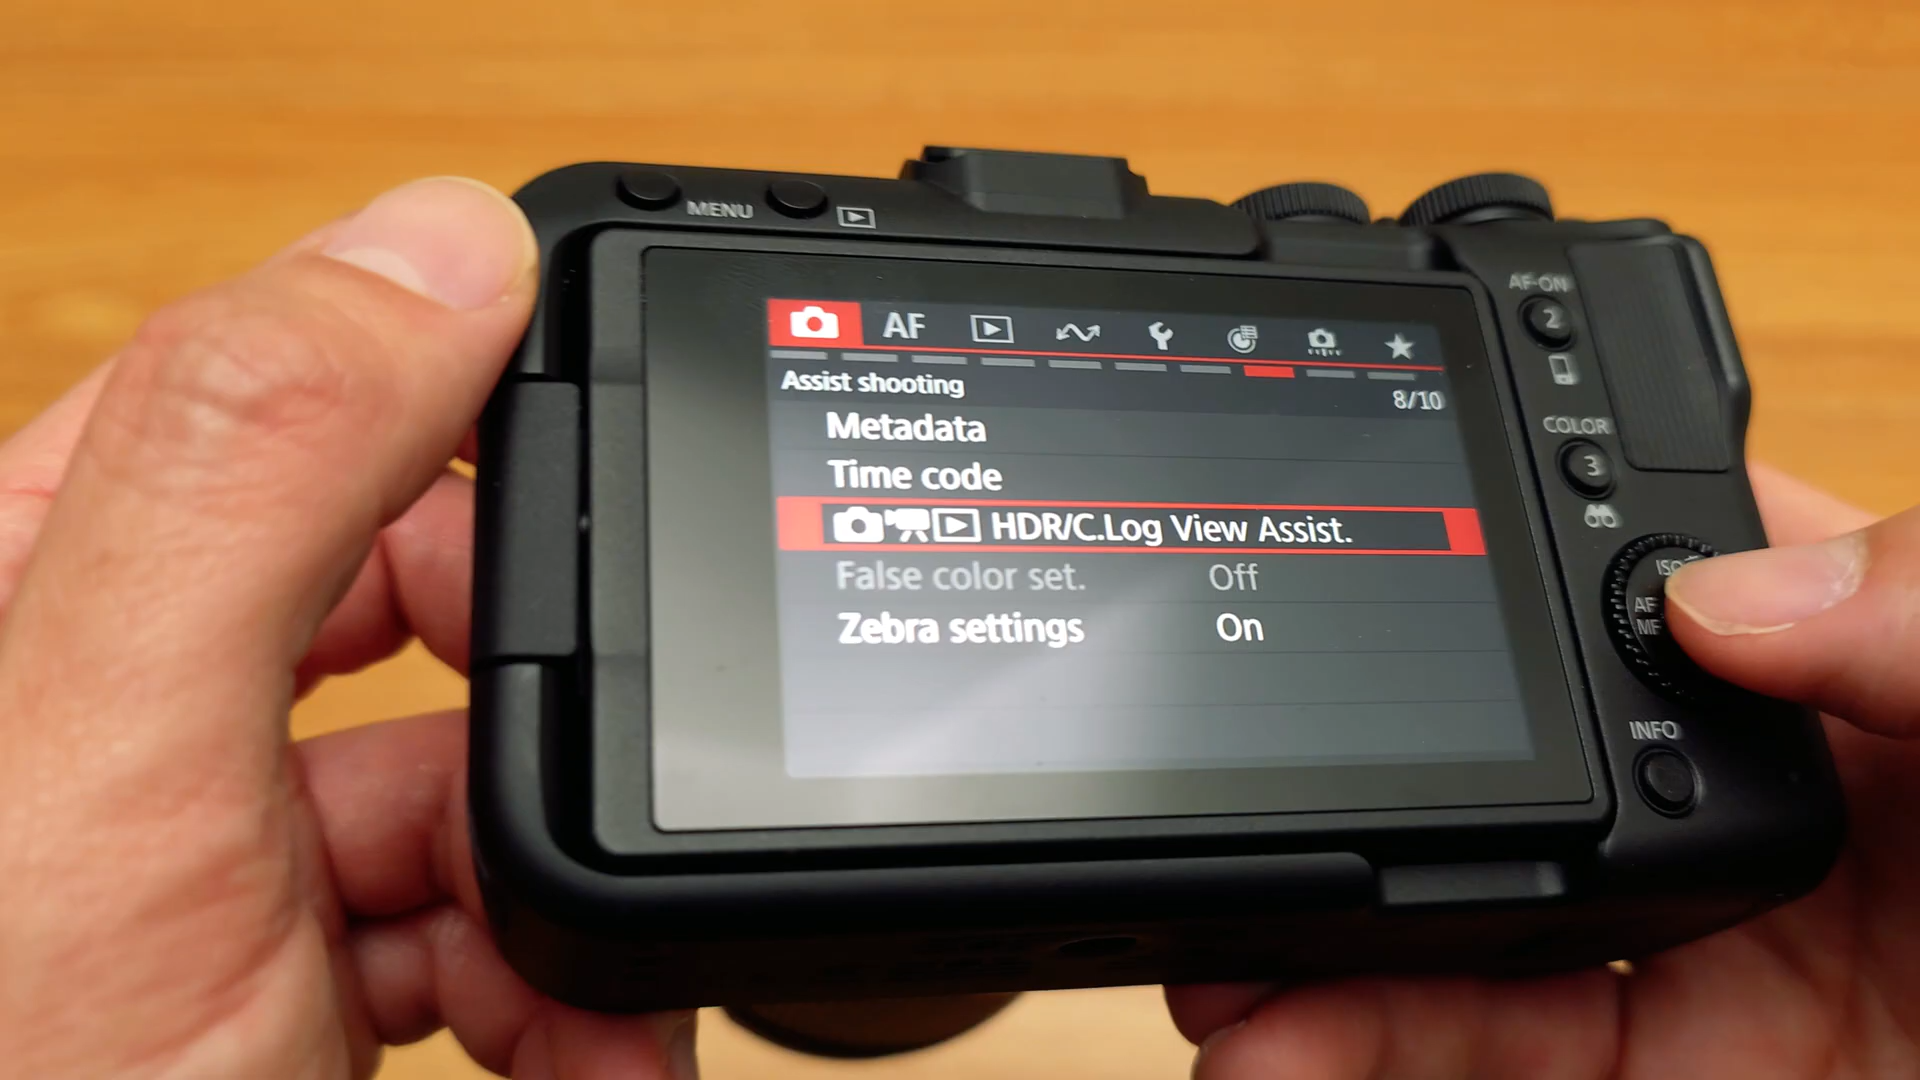 MENU
AF-ON
2
AF
Assist shooting
8/10
Metadata
Time code
HDR/C.Log View Assist.
False color set. Off
Zebra settings On
COLOR
3
ISO
AF
MF
INFO